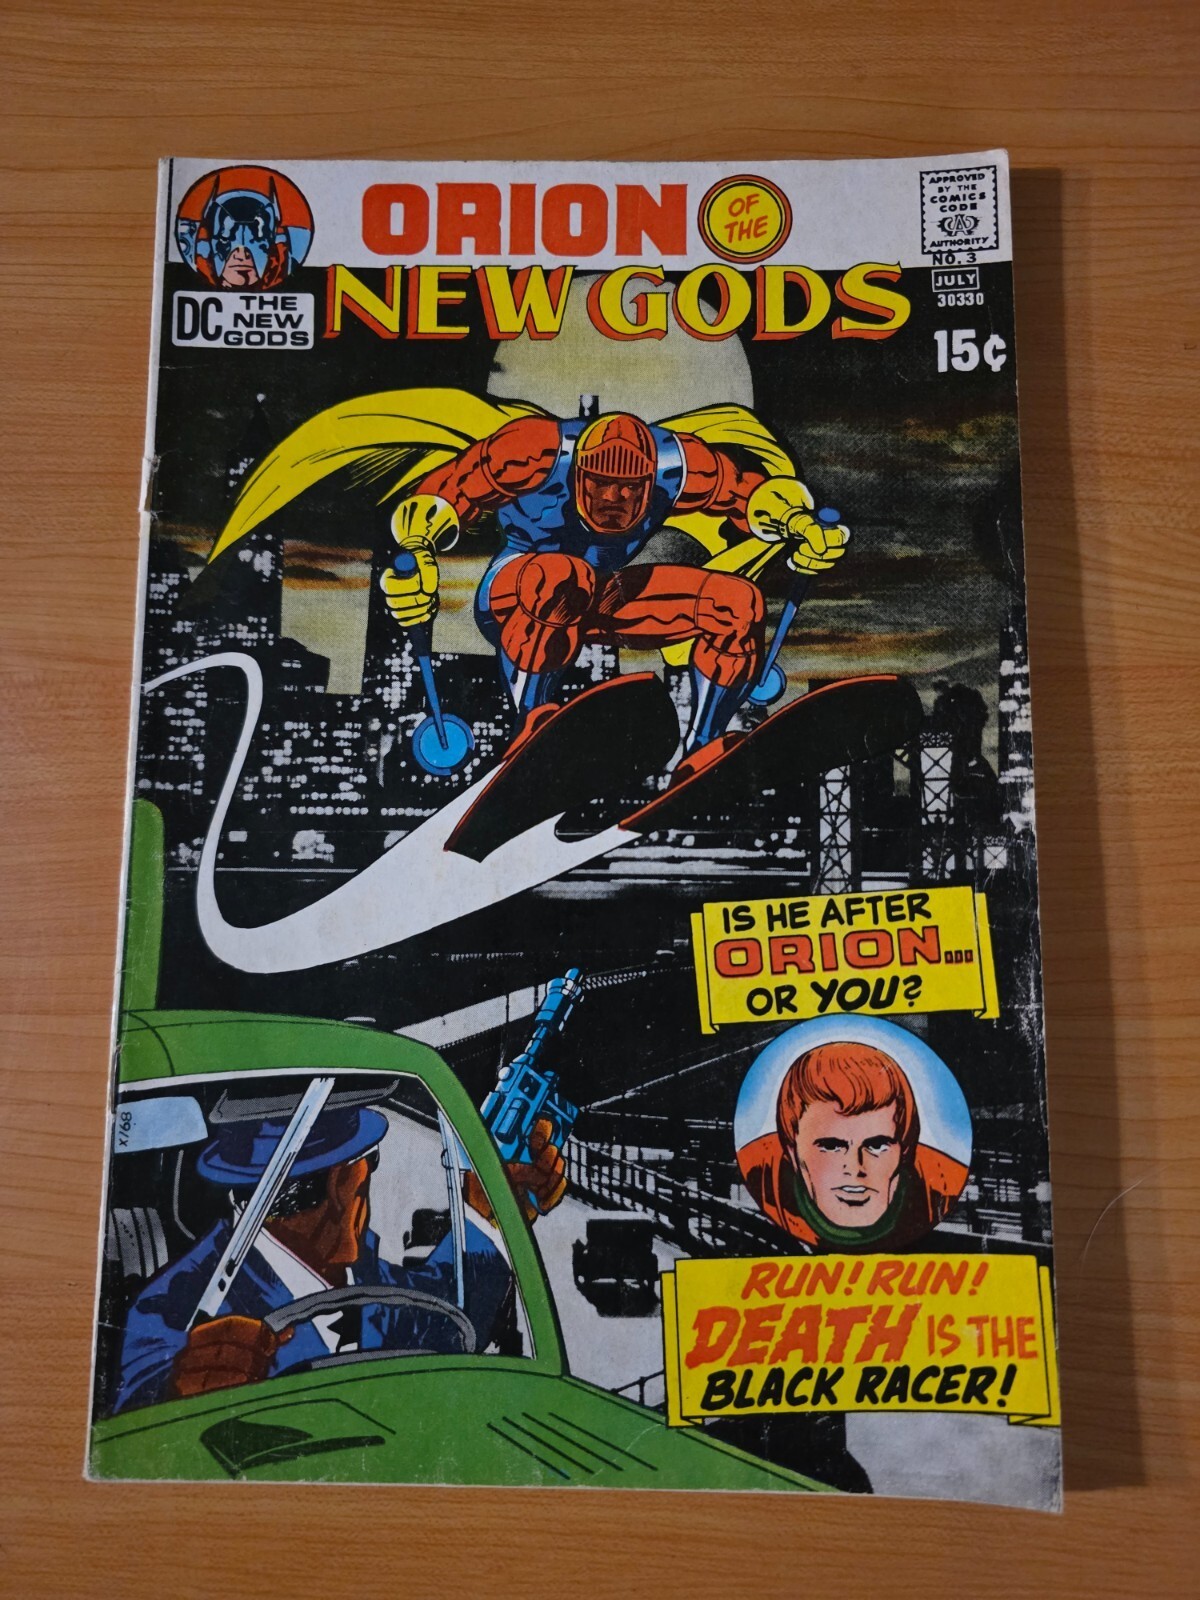 ORION OF THE
NEW GODS
DC THE NEW GODS
APPROVED
BY THE
COMICS
CODE
AUTHORITY
NO. 3
JULY
30330
15¢
IS HE AFTER
ORION...
OR YOU?
X/68
RUN! RUN!
DEATH IS THE
BLACK RACER!